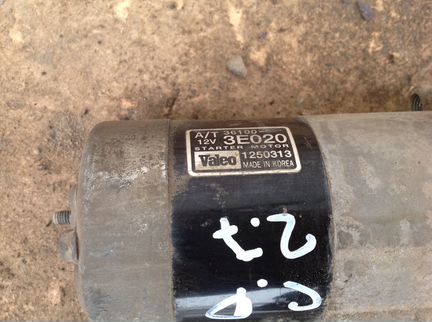 A/T 36100-
12V 3E020
STARTER MOTOR
Valeo 1250313
MADE IN KOREA
2.7